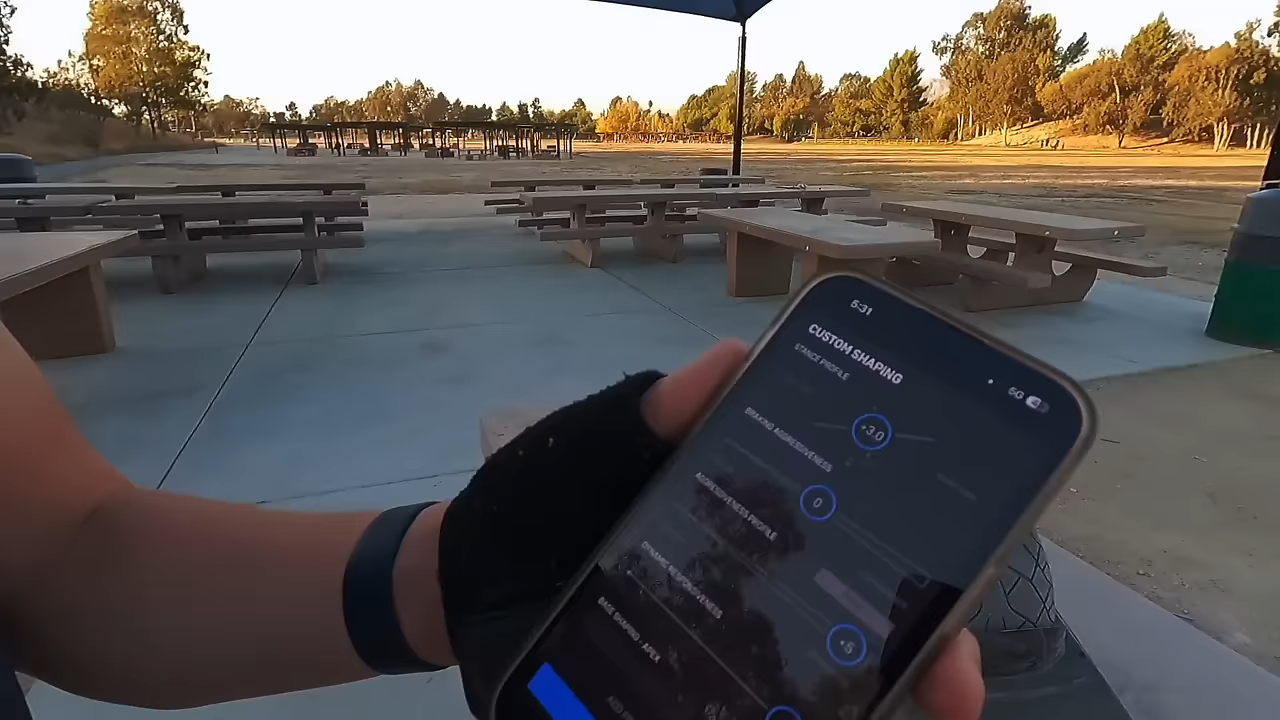 5:31
5G
CUSTOM SHAPING
STANCE PROFILE
+3.0
BRAKING AGGRESSIVENESS
0
AGGRESSIVENESS PROFILE
+5
DYNAMIC RESPONSIVENESS
BASE SHAPING - APEX